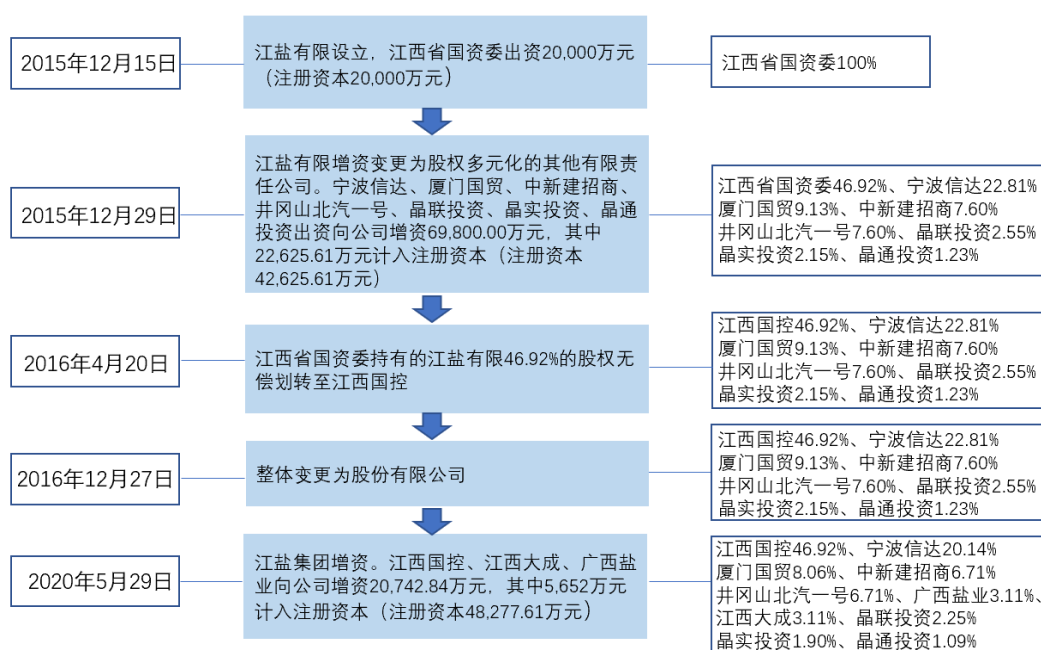 2015年12月15日
江盐有限设立，江西省国资委出资20,000万元
（注册资本20,000万元）
江西省国资委100%
2015年12月29日
江盐有限增资变更为股权多元化的其他有限责
任公司。宁波信达、厦门国贸、中新建招商、
井冈山北汽一号、晶联投资、晶实投资、晶通
投资出资向公司增资69,800.00万元，其中
22,625.61万元计入注册资本（注册资本
42,625.61万元）
江西省国资委46.92%、宁波信达22.81%
厦门国贸9.13%、中新建招商7.60%
井冈山北汽一号7.60%、晶联投资2.55%
晶实投资2.15%、晶通投资1.23%
2016年4月20日
江西省国资委持有的江盐有限46.92%的股权无
偿划转至江西国控
江西国控46.92%、宁波信达22.81%
厦门国贸9.13%、中新建招商7.60%
井冈山北汽一号7.60%、晶联投资2.55%
晶实投资2.15%、晶通投资1.23%
2016年12月27日
整体变更为股份有限公司
江西国控46.92%、宁波信达22.81%
厦门国贸9.13%、中新建招商7.60%
井冈山北汽一号7.60%、晶联投资2.55%
晶实投资2.15%、晶通投资1.23%
2020年5月29日
江盐集团增资。江西国控、江西大成、广西盐
业向公司增资20,742.84万元，其中5,652万元
计入注册资本（注册资本48,277.61万元）
江西国控46.92%、宁波信达20.14%
厦门国贸8.06%、中新建招商6.71%
井冈山北汽一号6.71%、广西盐业3.11%、
江西大成3.11%、晶联投资2.25%
晶实投资1.90%、晶通投资1.09%